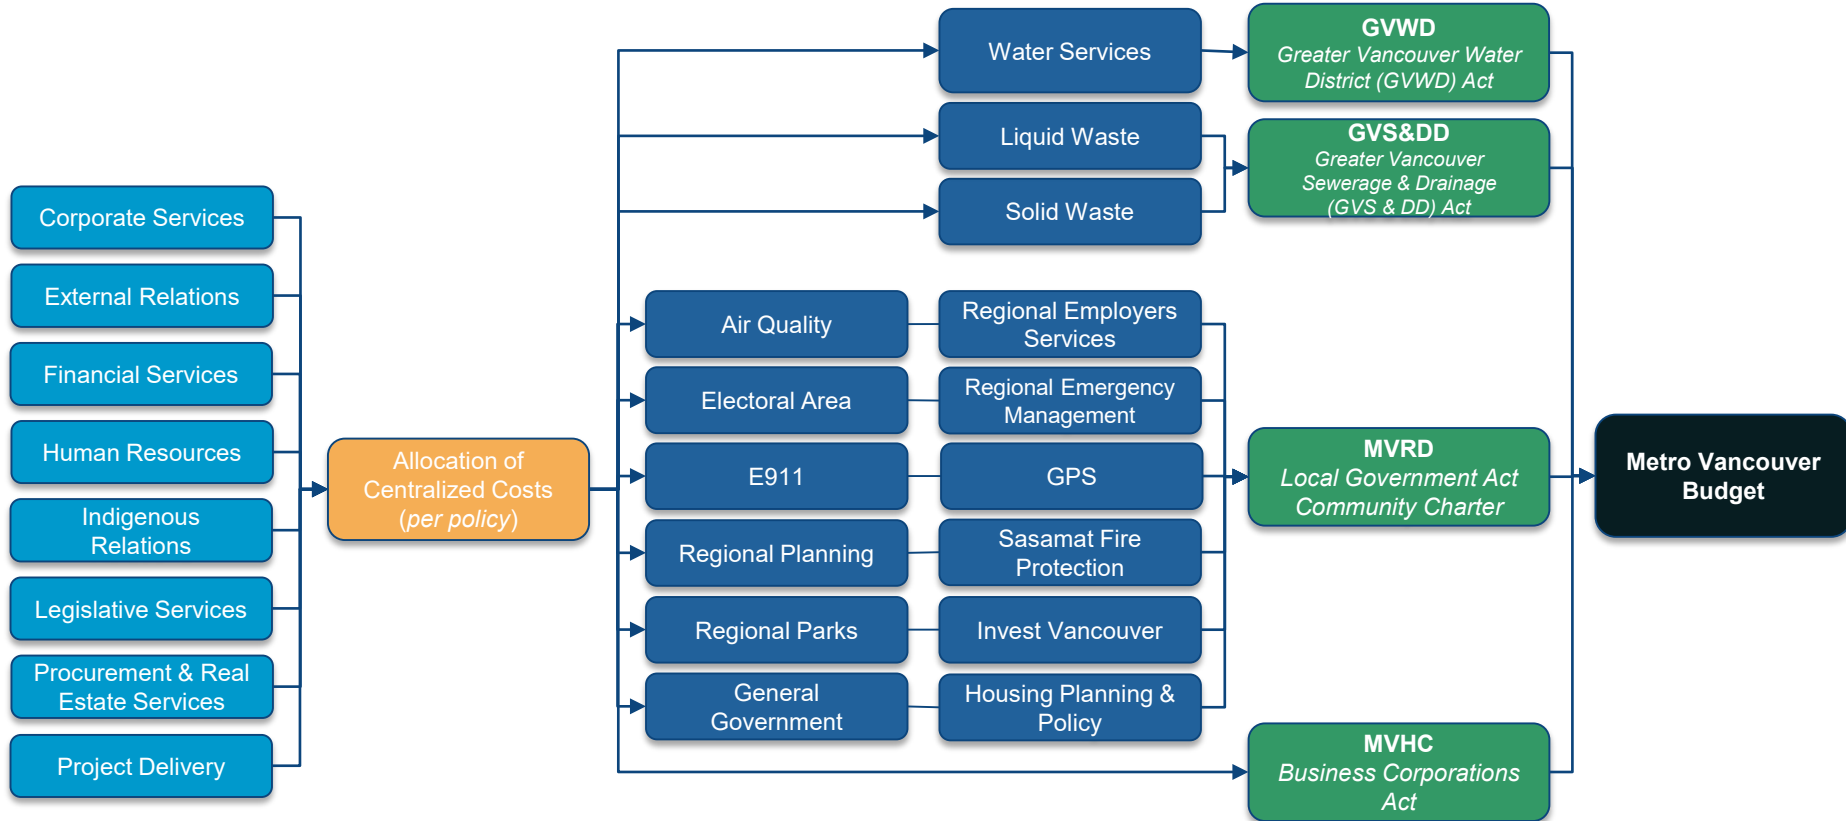 Corporate Services
External Relations
Financial Services
Human Resources
Indigenous
Relations
Legislative Services
Procurement & Real
Estate Services
Project Delivery
Allocation of
Centralized Costs
(per policy)
Water Services
Liquid Waste
Solid Waste
Air Quality
Regional Employers
Services
Electoral Area
Regional Emergency
Management
E911
GPS
Regional Planning
Sasamat Fire
Protection
Regional Parks
Invest Vancouver
General
Government
Housing Planning &
Policy
GVWD
Greater Vancouver Water
District (GVWD) Act
GVS&DD
Greater Vancouver
Sewerage & Drainage
(GVS & DD) Act
MVRD
Local Government Act
Community Charter
MVHC
Business Corporations
Act
Metro Vancouver
Budget